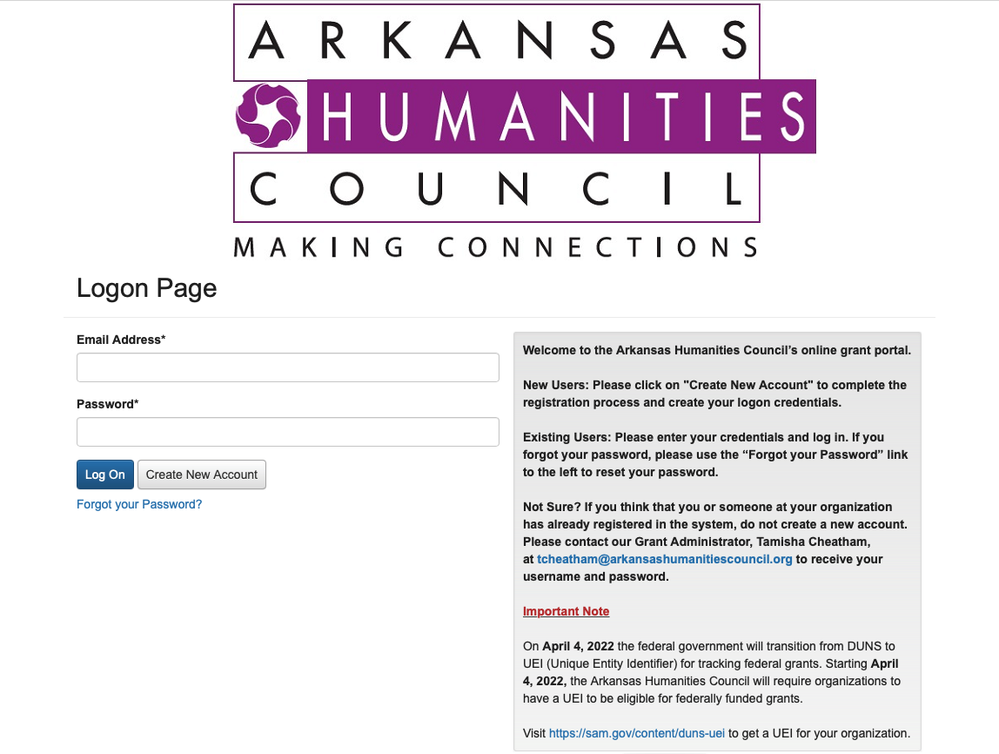 ARKANSAS
HUMANITIES
COUNCIL
MAKING CONNECTIONS
Logon Page
Email Address*
Password*
Log On
Create New Account
Forgot your Password?
Welcome to the Arkansas Humanities Council’s online grant portal.
New Users: Please click on "Create New Account" to complete the
registration process and create your logon credentials.
Existing Users: Please enter your credentials and log in. If you
forgot your password, please use the “Forgot your Password” link
to the left to reset your password.
Not Sure? If you think that you or someone at your organization
has already registered in the system, do not create a new account.
Please contact our Grant Administrator, Tamisha Cheatham,
at tcheatham@arkansashumanitiescouncil.org to receive your
username and password.
Important Note
On April 4, 2022 the federal government will transition from DUNS to
UEI (Unique Entity Identifier) for tracking federal grants. Starting April
4, 2022, the Arkansas Humanities Council will require organizations to
have a UEI to be eligible for federally funded grants.
Visit https://sam.gov/content/duns-uei to get a UEI for your organization.